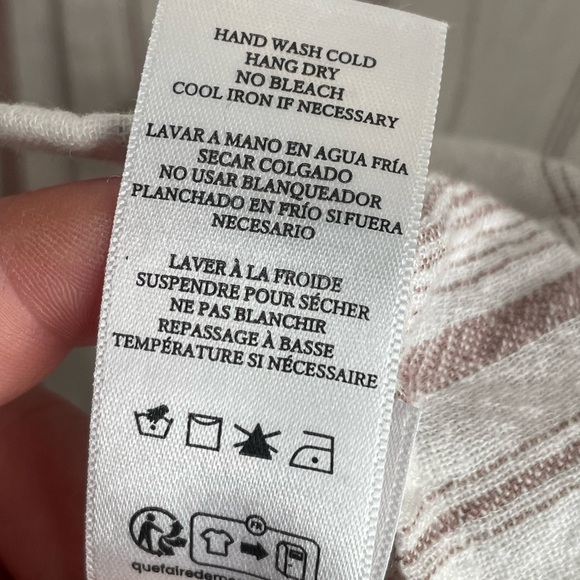 HAND WASH COLD
HANG DRY
NO BLEACH
COOL IRON IF NECESSARY
LAVAR A MANO EN AGUA FRÍA
SECAR COLGADO
NO USAR BLANQUEADOR
PLANCHADO EN FRÍO SI FUERA
NECESARIO
LAVER À LA FROIDE
SUSPENDRE POUR SÉCHER
NE PAS BLANCHIR
REPASSAGE À BASSE
TEMPÉRATURE SI NÉCESSAIRE
FR